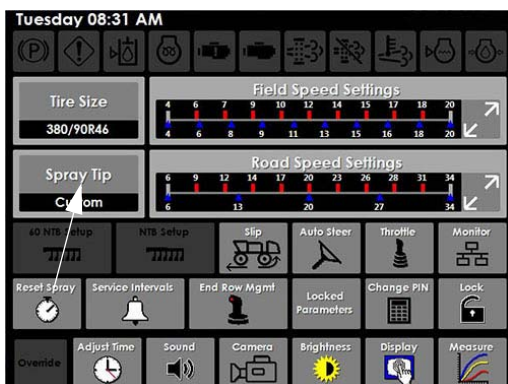 Tuesday 08:31 AM
(P)
Tire Size
380/90R46
Field Speed Settings
4 6 7 9 10 12 14 15 17 18 20
4 6 8 9 11 13 15 16 18 20
Spray Tip
Custom
Road Speed Settings
6 9 12 14 17 20 23 26 28 31 34
6 13 20 27 34
60 NTB Setup
NTB Setup
Slip
Auto Steer
Throttle
Monitor
Reset Spray
Service Intervals
End Row Mgmt
Locked
Parameters
Change PIN
Lock
Override
Adjust Time
Sound
Camera
Brightness
Display
Measure